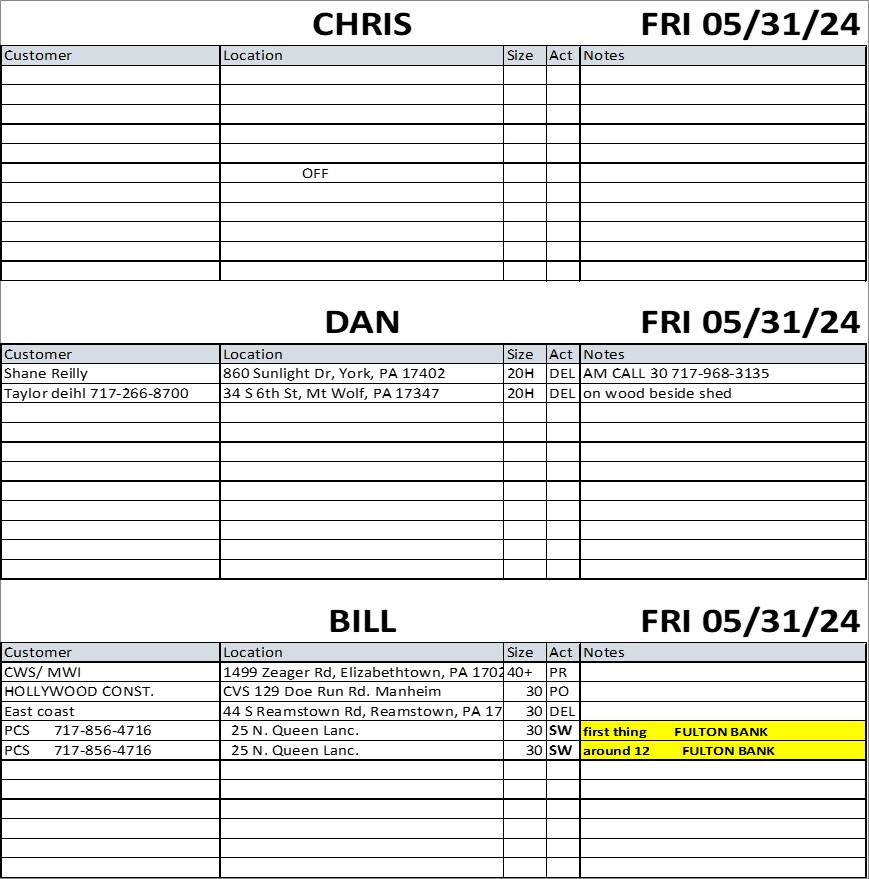 CHRIS FRI 05/31/24
Customer Location Size Act Notes
OFF
DAN FRI 05/31/24
Customer Location Size Act Notes
Shane Reilly 860 Sunlight Dr, York, PA 17402 20H DEL AM CALL 30 717-968-3135
Taylor deihl 717-266-8700 34 S 6th St, Mt Wolf, PA 17347 20H DEL on wood beside shed
BILL FRI 05/31/24
Customer Location Size Act Notes
CWS/ MWI 1499 Zeager Rd, Elizabethtown, PA 1702 40+ PR
HOLLYWOOD CONST. CVS 129 Doe Run Rd. Manheim 30 PO
East coast 44 S Reamstown Rd, Reamstown, PA 17 30 DEL
PCS 717-856-4716 25 N. Queen Lanc. 30 SW first thing FULTON BANK
PCS 717-856-4716 25 N. Queen Lanc. 30 SW around 12 FULTON BANK